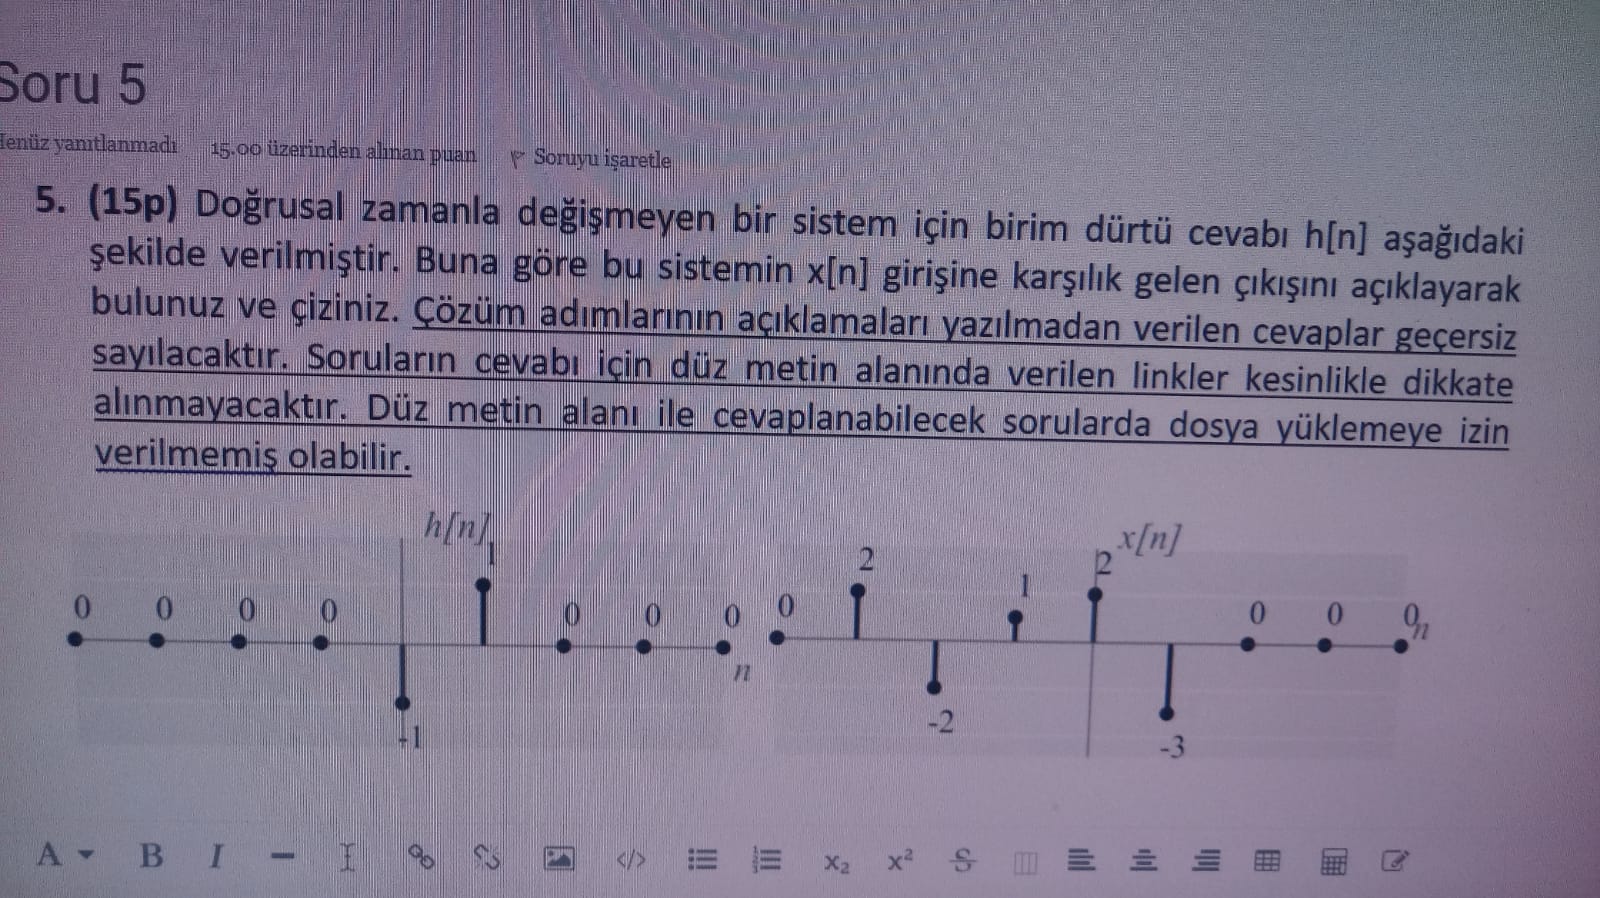 Soru 5
Henüz yanıtlanmadı 15.00 üzerinden alınan puan Soruyu işaretle
5. (15p) Doğrusal zamanla değişmeyen bir sistem için birim dürtü cevabı h[n] aşağıdaki
şekilde verilmiştir. Buna göre bu sistemin x[n] girişine karşılık gelen çıkışını açıklayarak
bulunuz ve çiziniz. Çözüm adımlarının açıklamaları yazılmadan verilen cevaplar geçersiz
sayılacaktır. Soruların cevabı için düz metin alanında verilen linkler kesinlikle dikkate
alınmayacaktır. Düz metin alanı ile cevaplanabilecek sorularda dosya yüklemeye izin
verilmemiş olabilir.
h[n] x[n]
0 0 0 0 -1 1 0 0 0 n
0 2 -2 1 2 -3 0 0 0 n
A B I </> x₂ x² S